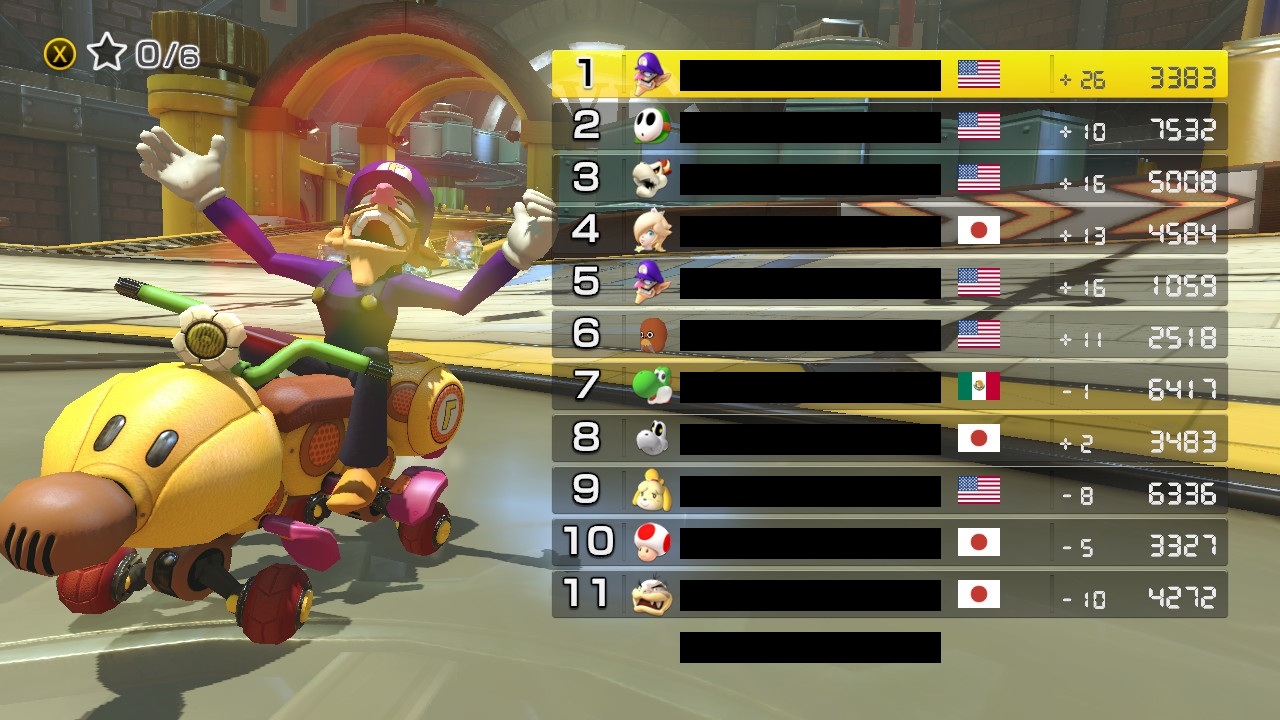 X 0/6
1 + 26 3383
2 + 10 7532
3 + 16 5008
4 + 13 4584
5 + 16 1059
6 + 11 2518
7 - 1 6417
8 + 2 3483
9 - 8 6336
10 - 5 3327
11 - 10 4272